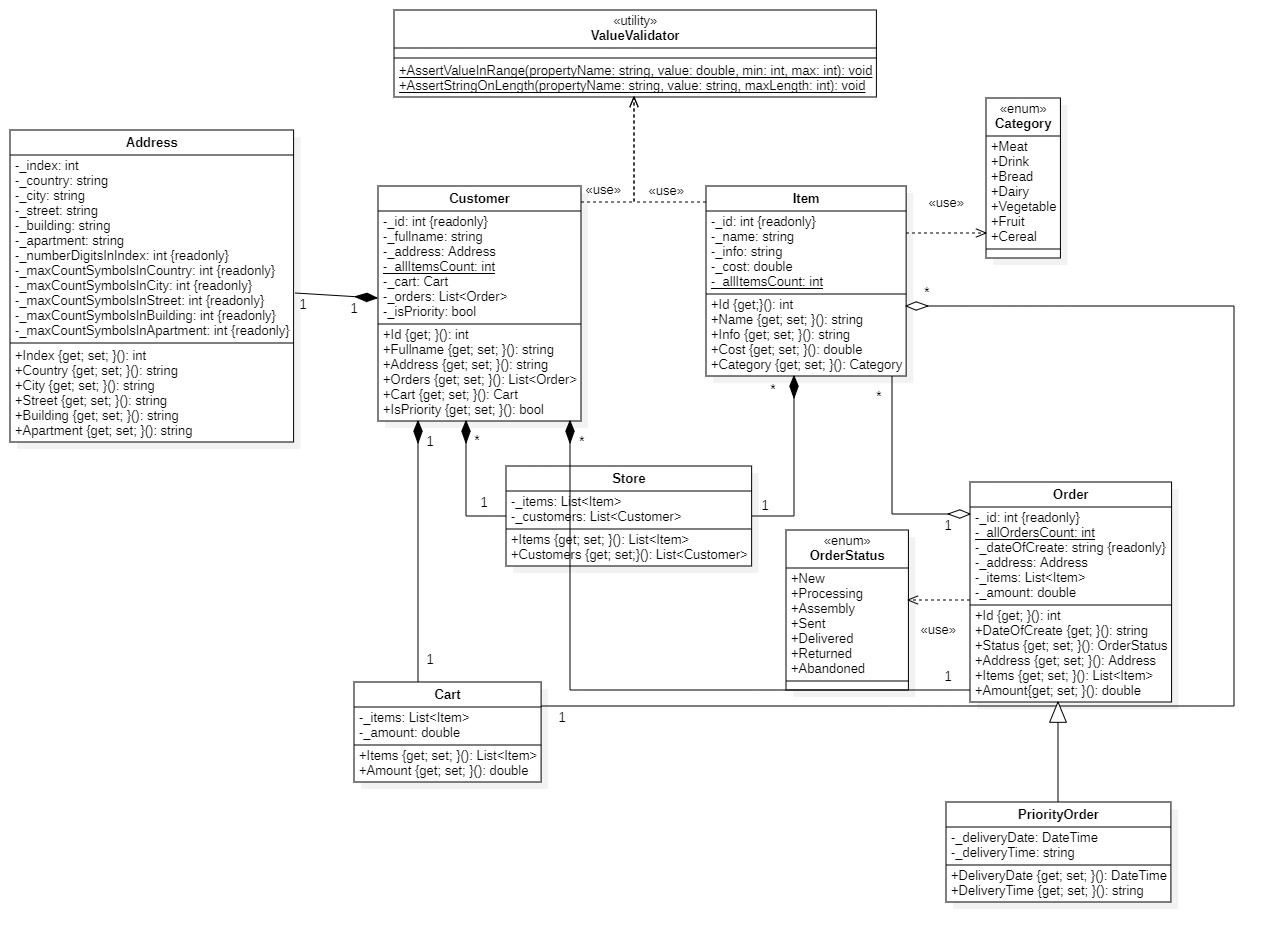 «utility»
ValueValidator
+AssertValueInRange(propertyName: string, value: double, min: int, max: int): void
+AssertStringOnLength(propertyName: string, value: string, maxLength: int): void
«enum»
Category
+Meat
+Drink
+Bread
+Dairy
+Vegetable
+Fruit
+Cereal
Address
-_index: int
-_country: string
-_city: string
-_street: string
-_building: string
-_apartment: string
-_numberDigitsInIndex: int {readonly}
-_maxCountSymbolsInCountry: int {readonly}
-_maxCountSymbolsInCity: int {readonly}
-_maxCountSymbolsInStreet: int {readonly}
-_maxCountSymbolsInBuilding: int {readonly}
-_maxCountSymbolsInApartment: int {readonly}
+Index {get; set; }(): int
+Country {get; set; }(): string
+City {get; set; }(): string
+Street {get; set; }(): string
+Building {get; set; }(): string
+Apartment {get; set; }(): string
1
1
Customer
-_id: int {readonly}
-_fullname: string
-_address: Address
-_allItemsCount: int
-_cart: Cart
-_orders: List<Order>
-_isPriority: bool
+Id {get; }(): int
+Fullname {get; set; }(): string
+Address {get; set; }(): string
+Orders {get; set; }(): List<Order>
+Cart {get; set; }(): Cart
+IsPriority {get; set; }(): bool
«use»
«use»
Item
-_id: int {readonly}
-_name: string
-_info: string
-_cost: double
-_allItemsCount: int
+Id {get;}(): int
+Name {get; set; }(): string
+Info {get; set; }(): string
+Cost {get; set; }(): double
+Category {get; set; }(): Category
«use»
*
*
*
1
*
*
Store
-_items: List<Item>
-_customers: List<Customer>
+Items {get; set; }(): List<Item>
+Customers {get; set;}(): List<Customer>
1
1
«enum»
OrderStatus
+New
+Processing
+Assembly
+Sent
+Delivered
+Returned
+Abandoned
1
«use»
1
Order
-_id: int {readonly}
-_allOrdersCount: int
-_dateOfCreate: string {readonly}
-_address: Address
-_items: List<Item>
-_amount: double
+Id {get; }(): int
+DateOfCreate {get; }(): string
+Status {get; set; }(): OrderStatus
+Address {get; set; }(): Address
+Items {get; set; }(): List<Item>
+Amount{get; set; }(): double
1
Cart
-_items: List<Item>
-_amount: double
+Items {get; set; }(): List<Item>
+Amount {get; set; }(): double
1
PriorityOrder
-_deliveryDate: DateTime
-_deliveryTime: string
+DeliveryDate {get; set; }(): DateTime
+DeliveryTime {get; set; }(): string